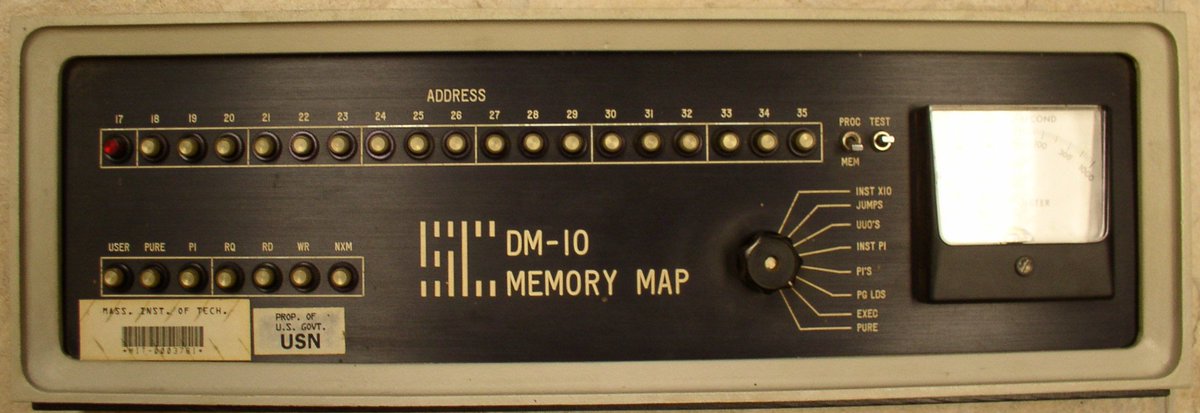 ADDRESS
17 18 19 20 21 22 23 24 25 26 27 28 29 30 31 32 33 34 35
PROC TEST
MEM
INST XIO
JUMPS
UUO'S
INST PI
PI'S
PG LDS
EXEC
PURE
USER PURE PI RQ RD WR NXM
SC DM-10
MEMORY MAP
MASS. INST. OF TECH.
PROP. OF
U.S. GOVT.
USN